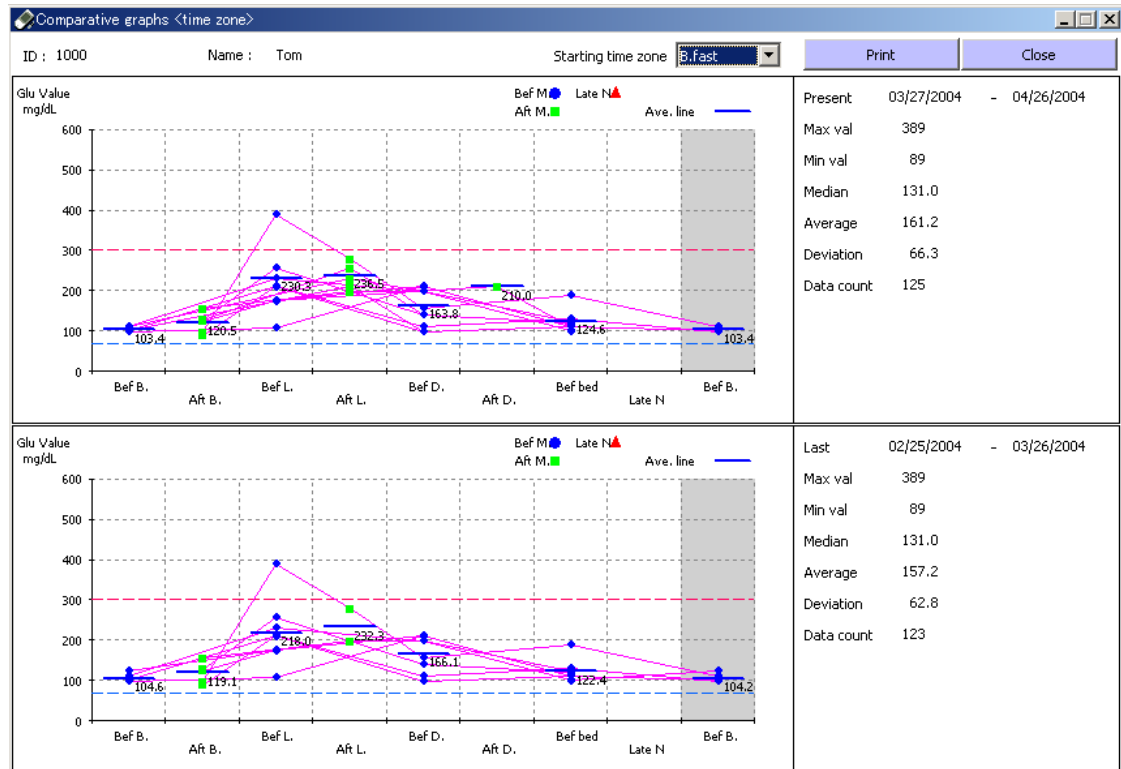 Comparative graphs <time zone>
ID : 1000 Name : Tom Starting time zone B.fast Print Close
Glu Value
mg/dL
Bef M. Late N
Aft M. Ave. line
600
500
400
300
200
100
0
103.4
120.5
230.3
236.5
163.8
210.0
124.6
103.4
Bef B.
Aft B.
Bef L.
Aft L.
Bef D.
Aft D.
Bef bed
Late N
Bef B.
Present 03/27/2004 - 04/26/2004
Max val 389
Min val 89
Median 131.0
Average 161.2
Deviation 66.3
Data count 125
Glu Value
mg/dL
Bef M. Late N
Aft M. Ave. line
600
500
400
300
200
100
0
104.6
119.1
218.0
232.3
166.1
122.4
104.2
Bef B.
Aft B.
Bef L.
Aft L.
Bef D.
Aft D.
Bef bed
Late N
Bef B.
Last 02/25/2004 - 03/26/2004
Max val 389
Min val 89
Median 131.0
Average 157.2
Deviation 62.8
Data count 123